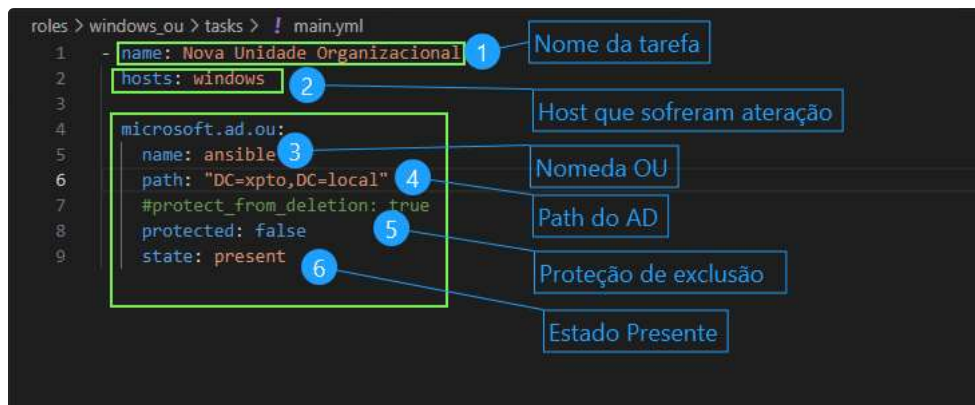 roles > windows_ou > tasks > ! main.yml
1 - name: Nova Unidade Organizacional 1 Nome da tarefa
2 hosts: windows 2
3 Host que sofreram ateração
4 microsoft.ad.ou:
5 name: ansible 3 Nomeda OU
6 path: "DC=xpto,DC=local" 4
7 #protect_from_deletion: true Path do AD
8 protected: false 5
9 state: present 6 Proteção de exclusão
Estado Presente